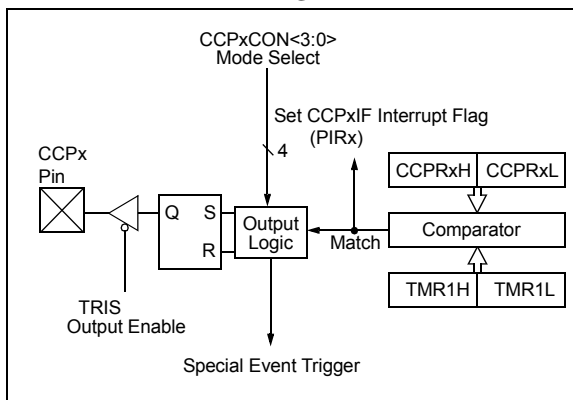 CCPxCON<3:0>
Mode Select
Set CCPxIF Interrupt Flag
(PIRx)
4
CCPx
Pin
CCPRxH CCPRxL
Q S
R
Output
Logic
Match
Comparator
TRIS
Output Enable
TMR1H TMR1L
Special Event Trigger